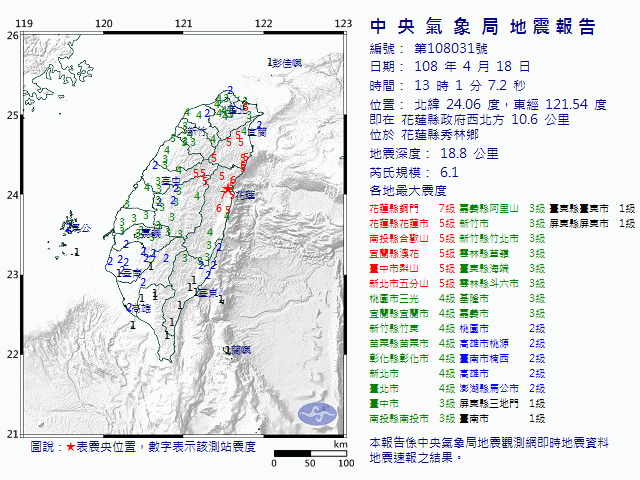 中央氣象局地震報告
編號： 第108031號
日期： 108 年 4 月 18 日
時間： 13 時 1 分 7.2 秒
位置： 北緯 24.06 度，東經 121.54 度
即在 花蓮縣政府西北方 10.6 公里
位於 花蓮縣秀林鄉
地震深度： 18.8 公里
芮氏規模： 6.1
各地最大震度
花蓮縣銅門 7級 嘉義縣阿里山 3級 臺東縣臺東市 1級
花蓮縣花蓮市 5級 新竹市 3級 屏東縣屏東市 1級
南投縣合歡山 5級 新竹縣竹北市 3級
宜蘭縣澳花 5級 雲林縣草嶺 3級
臺中市梨山 5級 臺東縣海端 3級
新北市五分山 5級 雲林縣斗六市 3級
桃園市三光 4級 基隆市 3級
宜蘭縣宜蘭市 4級 嘉義市 3級
新竹縣竹東 4級 桃園市 2級
苗栗縣苗栗市 4級 高雄市桃源 2級
彰化縣彰化市 4級 臺南市楠西 2級
新北市 4級 高雄市 2級
臺北市 4級 澎湖縣馬公市 2級
臺中市 3級 屏東縣三地門 1級
南投縣南投市 3級 臺南市 1級
本報告係中央氣象局地震觀測網即時地震資料
地震速報之結果。
119 120 121 122 123
26
25
24
23
22
21
彭佳嶼
宜蘭
新竹
臺中
花蓮
馬公
嘉義
臺南
臺東
高雄
蘭嶼
圖說：★表震央位置，數字表示該測站震度
km
0 50 100